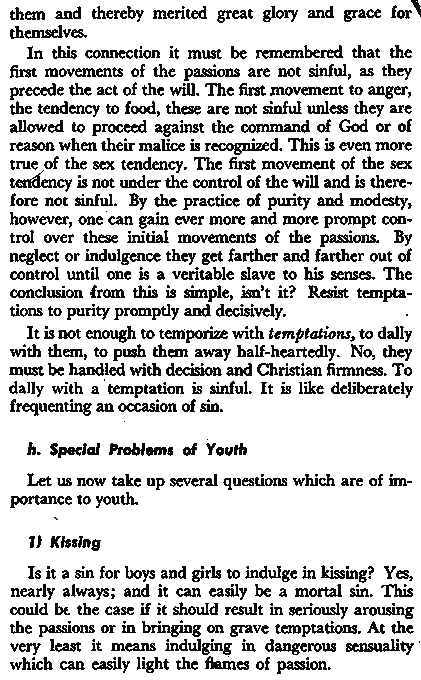 them and thereby merited great glory and grace for
themselves.
In this connection it must be remembered that the
first movements of the passions are not sinful, as they
precede the act of the will. The first movement to anger,
the tendency to food, these are not sinful unless they are
allowed to proceed against the command of God or of
reason when their malice is recognized. This is even more
true of the sex tendency. The first movement of the sex
tendency is not under the control of the will and is there-
fore not sinful. By the practice of purity and modesty,
however, one can gain ever more and more prompt con-
trol over these initial movements of the passions. By
neglect or indulgence they get farther and farther out of
control until one is a veritable slave to his senses. The
conclusion from this is simple, isn't it? Resist tempta-
tions to purity promptly and decisively.
It is not enough to temporize with temptations, to dally
with them, to push them away half-heartedly. No, they
must be handled with decision and Christian firmness. To
dally with a temptation is sinful. It is like deliberately
frequenting an occasion of sin.
h. Special Problems of Youth
Let us now take up several questions which are of im-
portance to youth.
1) Kissing
Is it a sin for boys and girls to indulge in kissing? Yes,
nearly always; and it can easily be a mortal sin. This
could be the case if it should result in seriously arousing
the passions or in bringing on grave temptations. At the
very least it means indulging in dangerous sensuality
which can easily light the flames of passion.